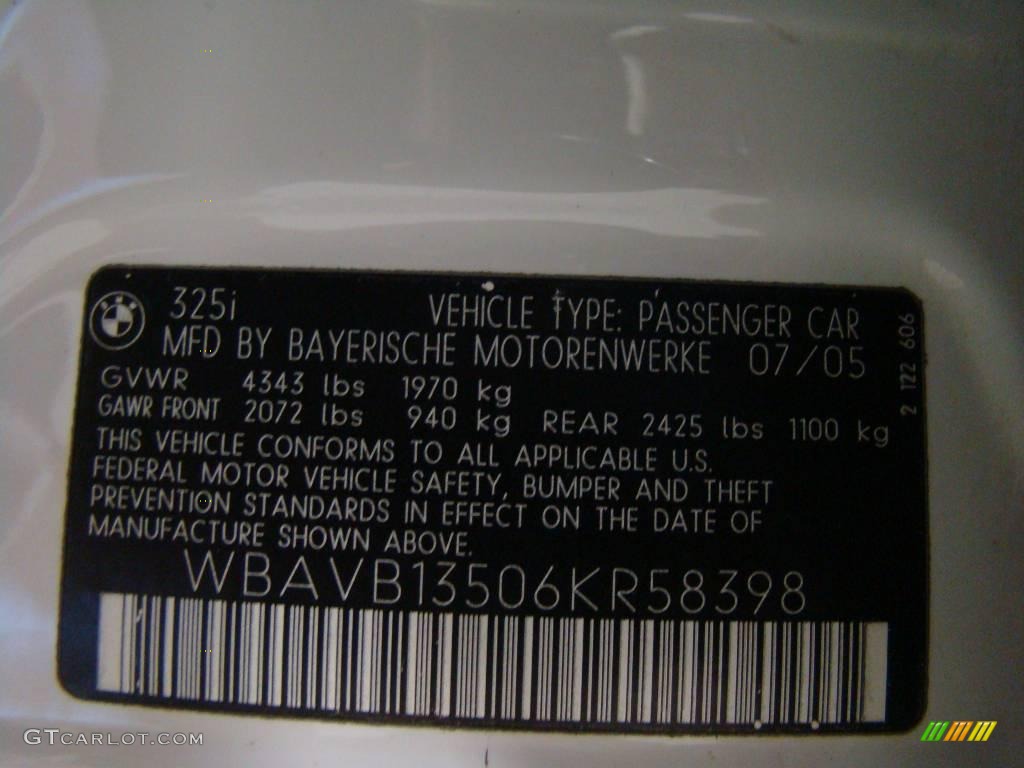 325i VEHICLE TYPE: PASSENGER CAR
MFD BY BAYERISCHE MOTORENWERKE 07/05
GVWR 4343 lbs 1970 kg
GAWR FRONT 2072 lbs 940 kg REAR 2425 lbs 1100 kg
THIS VEHICLE CONFORMS TO ALL APPLICABLE U.S.
FEDERAL MOTOR VEHICLE SAFETY, BUMPER AND THEFT
PREVENTION STANDARDS IN EFFECT ON THE DATE OF
MANUFACTURE SHOWN ABOVE.
WBAVB13506KR58398
2 122 606
GTCARLOT.COM